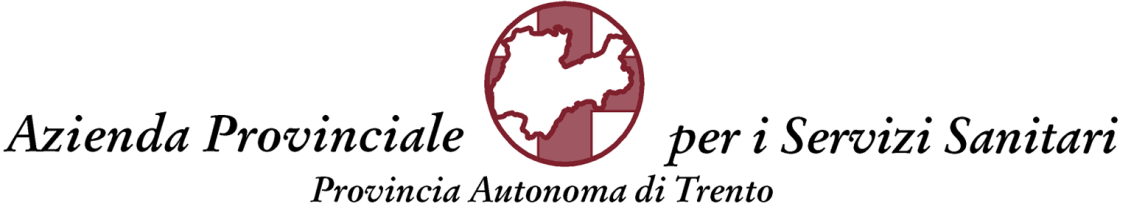 Azienda Provinciale per i Servizi Sanitari
Provincia Autonoma di Trento